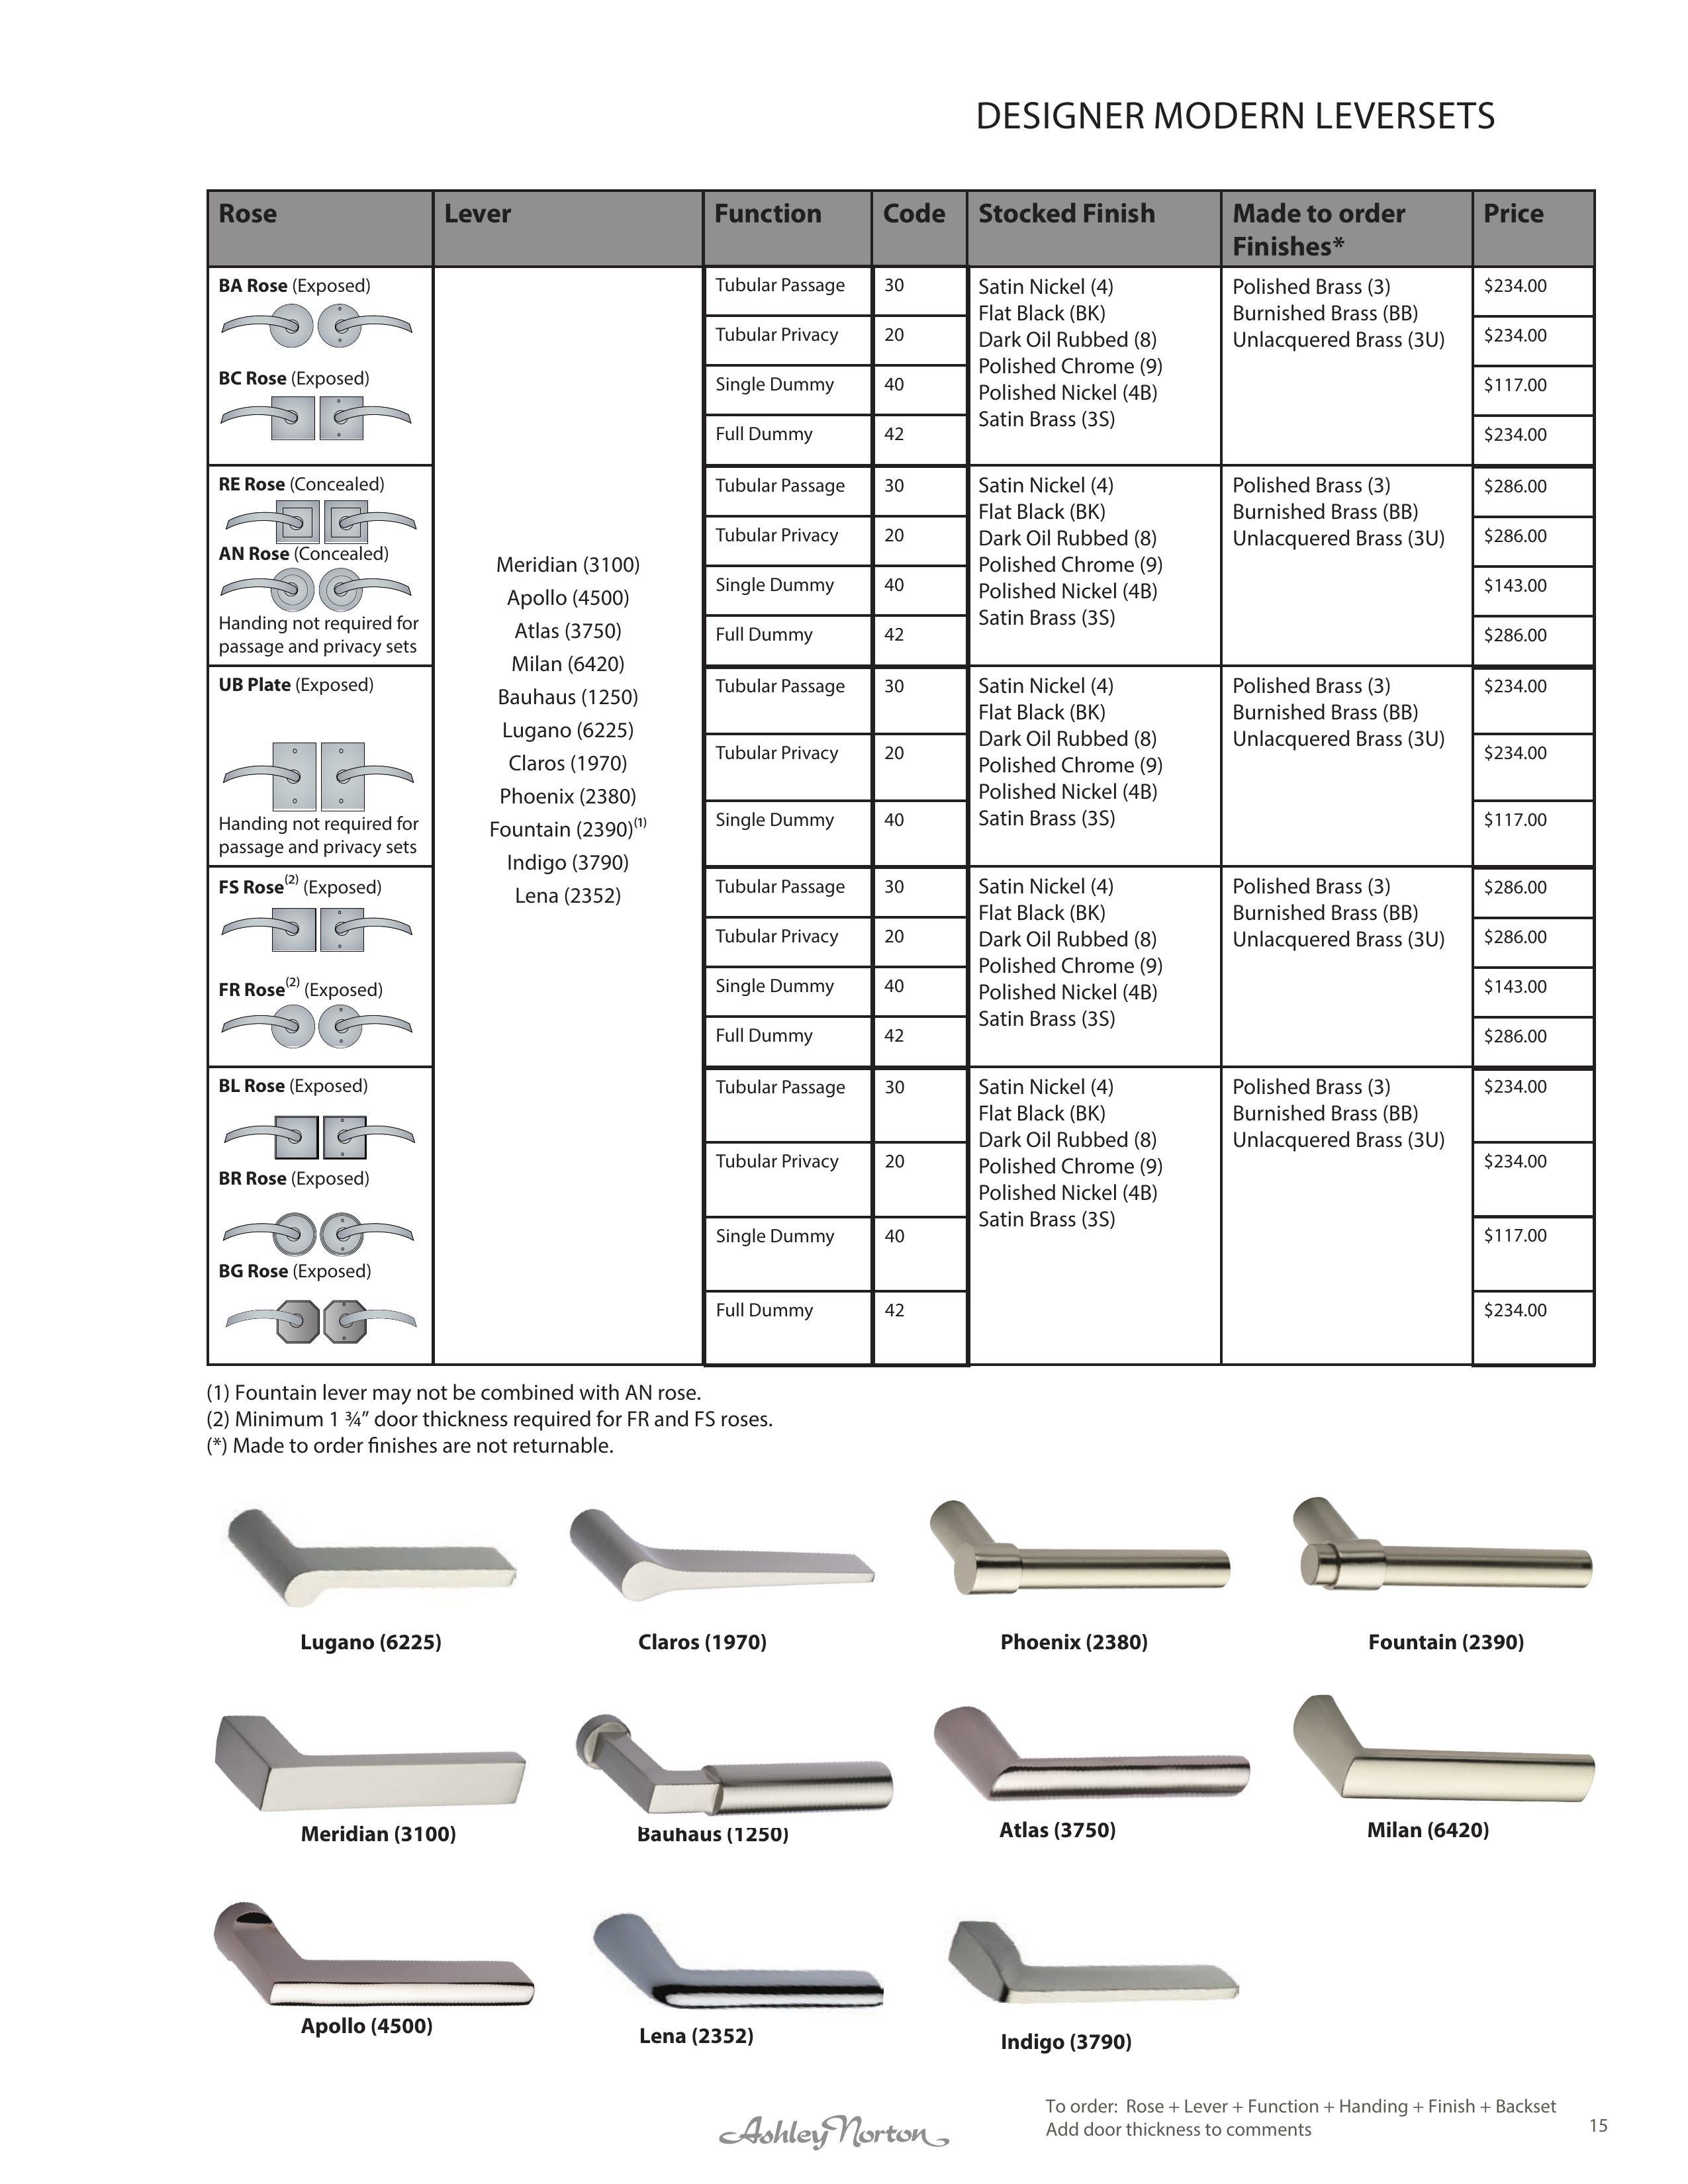 DESIGNER MODERN LEVERSETS
Rose
Lever
Function
Code
Stocked Finish
Made to order
Finishes*
Price
BA Rose (Exposed)
BC Rose (Exposed)
Tubular Passage 30
Tubular Privacy 20
Single Dummy 40
Full Dummy 42
Satin Nickel (4)
Flat Black (BK)
Dark Oil Rubbed (8)
Polished Chrome (9)
Polished Nickel (4B)
Satin Brass (3S)
Polished Brass (3)
Burnished Brass (BB)
Unlacquered Brass (3U)
$234.00
$234.00
$117.00
$234.00
RE Rose (Concealed)
AN Rose (Concealed)
Handing not required for
passage and privacy sets
Meridian (3100)
Apollo (4500)
Atlas (3750)
Milan (6420)
Bauhaus (1250)
Lugano (6225)
Claros (1970)
Phoenix (2380)
Fountain (2390)(1)
Indigo (3790)
Lena (2352)
Tubular Passage 30
Tubular Privacy 20
Single Dummy 40
Full Dummy 42
Satin Nickel (4)
Flat Black (BK)
Dark Oil Rubbed (8)
Polished Chrome (9)
Polished Nickel (4B)
Satin Brass (3S)
Polished Brass (3)
Burnished Brass (BB)
Unlacquered Brass (3U)
$286.00
$286.00
$143.00
$286.00
UB Plate (Exposed)
Handing not required for
passage and privacy sets
Tubular Passage 30
Tubular Privacy 20
Single Dummy 40
Satin Nickel (4)
Flat Black (BK)
Dark Oil Rubbed (8)
Polished Chrome (9)
Polished Nickel (4B)
Satin Brass (3S)
Polished Brass (3)
Burnished Brass (BB)
Unlacquered Brass (3U)
$234.00
$234.00
$117.00
FS Rose(2) (Exposed)
FR Rose(2) (Exposed)
Tubular Passage 30
Tubular Privacy 20
Single Dummy 40
Full Dummy 42
Satin Nickel (4)
Flat Black (BK)
Dark Oil Rubbed (8)
Polished Chrome (9)
Polished Nickel (4B)
Satin Brass (3S)
Polished Brass (3)
Burnished Brass (BB)
Unlacquered Brass (3U)
$286.00
$286.00
$143.00
$286.00
BL Rose (Exposed)
BR Rose (Exposed)
BG Rose (Exposed)
Tubular Passage 30
Tubular Privacy 20
Single Dummy 40
Full Dummy 42
Satin Nickel (4)
Flat Black (BK)
Dark Oil Rubbed (8)
Polished Chrome (9)
Polished Nickel (4B)
Satin Brass (3S)
Polished Brass (3)
Burnished Brass (BB)
Unlacquered Brass (3U)
$234.00
$234.00
$117.00
$234.00
(1) Fountain lever may not be combined with AN rose.
(2) Minimum 1 ¾” door thickness required for FR and FS roses.
(*) Made to order finishes are not returnable.
Lugano (6225)
Claros (1970)
Phoenix (2380)
Fountain (2390)
Meridian (3100)
Bauhaus (1250)
Atlas (3750)
Milan (6420)
Apollo (4500)
Lena (2352)
Indigo (3790)
Ashley Norton
To order: Rose + Lever + Function + Handing + Finish + Backset
Add door thickness to comments
15